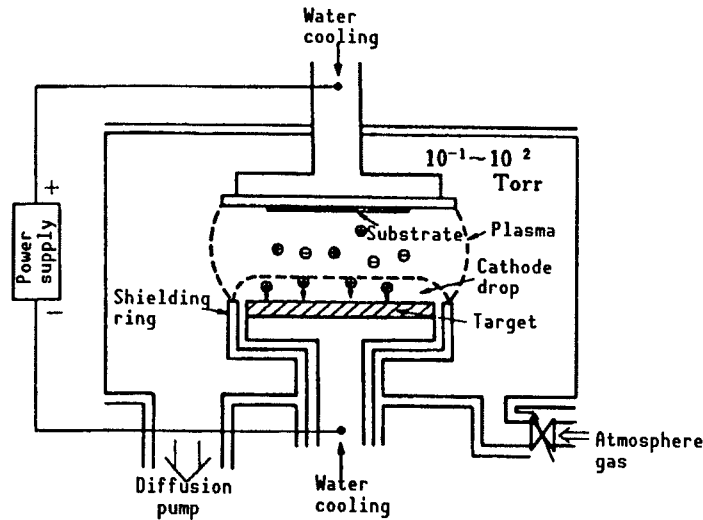 Water
cooling
10⁻¹~10 ²
Torr
+
Substrate
Plasma
Power
supply
Cathode
drop
Shielding
ring
−
Target
Atmosphere
gas
Diffusion
pump
Water
cooling